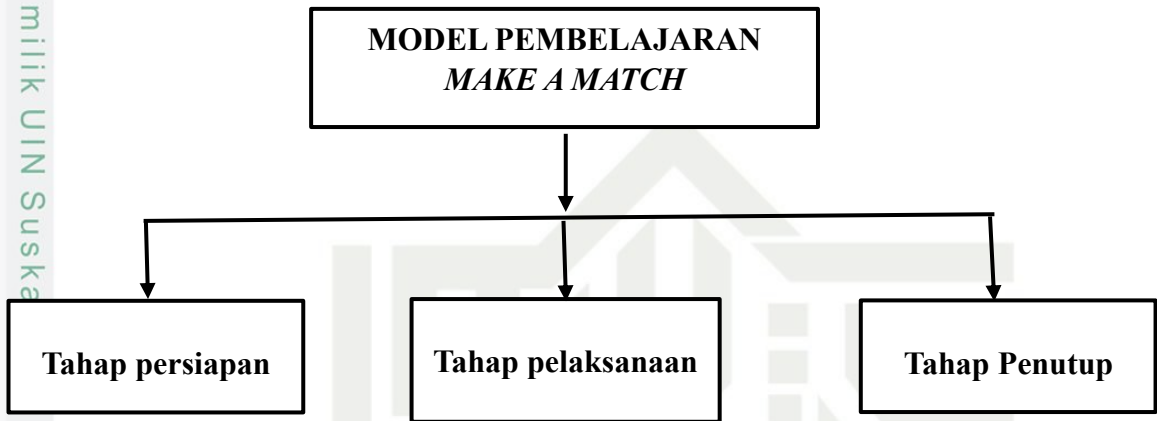 milik UIN Suska
MODEL PEMBELAJARAN
MAKE A MATCH
Tahap persiapan
Tahap pelaksanaan
Tahap Penutup